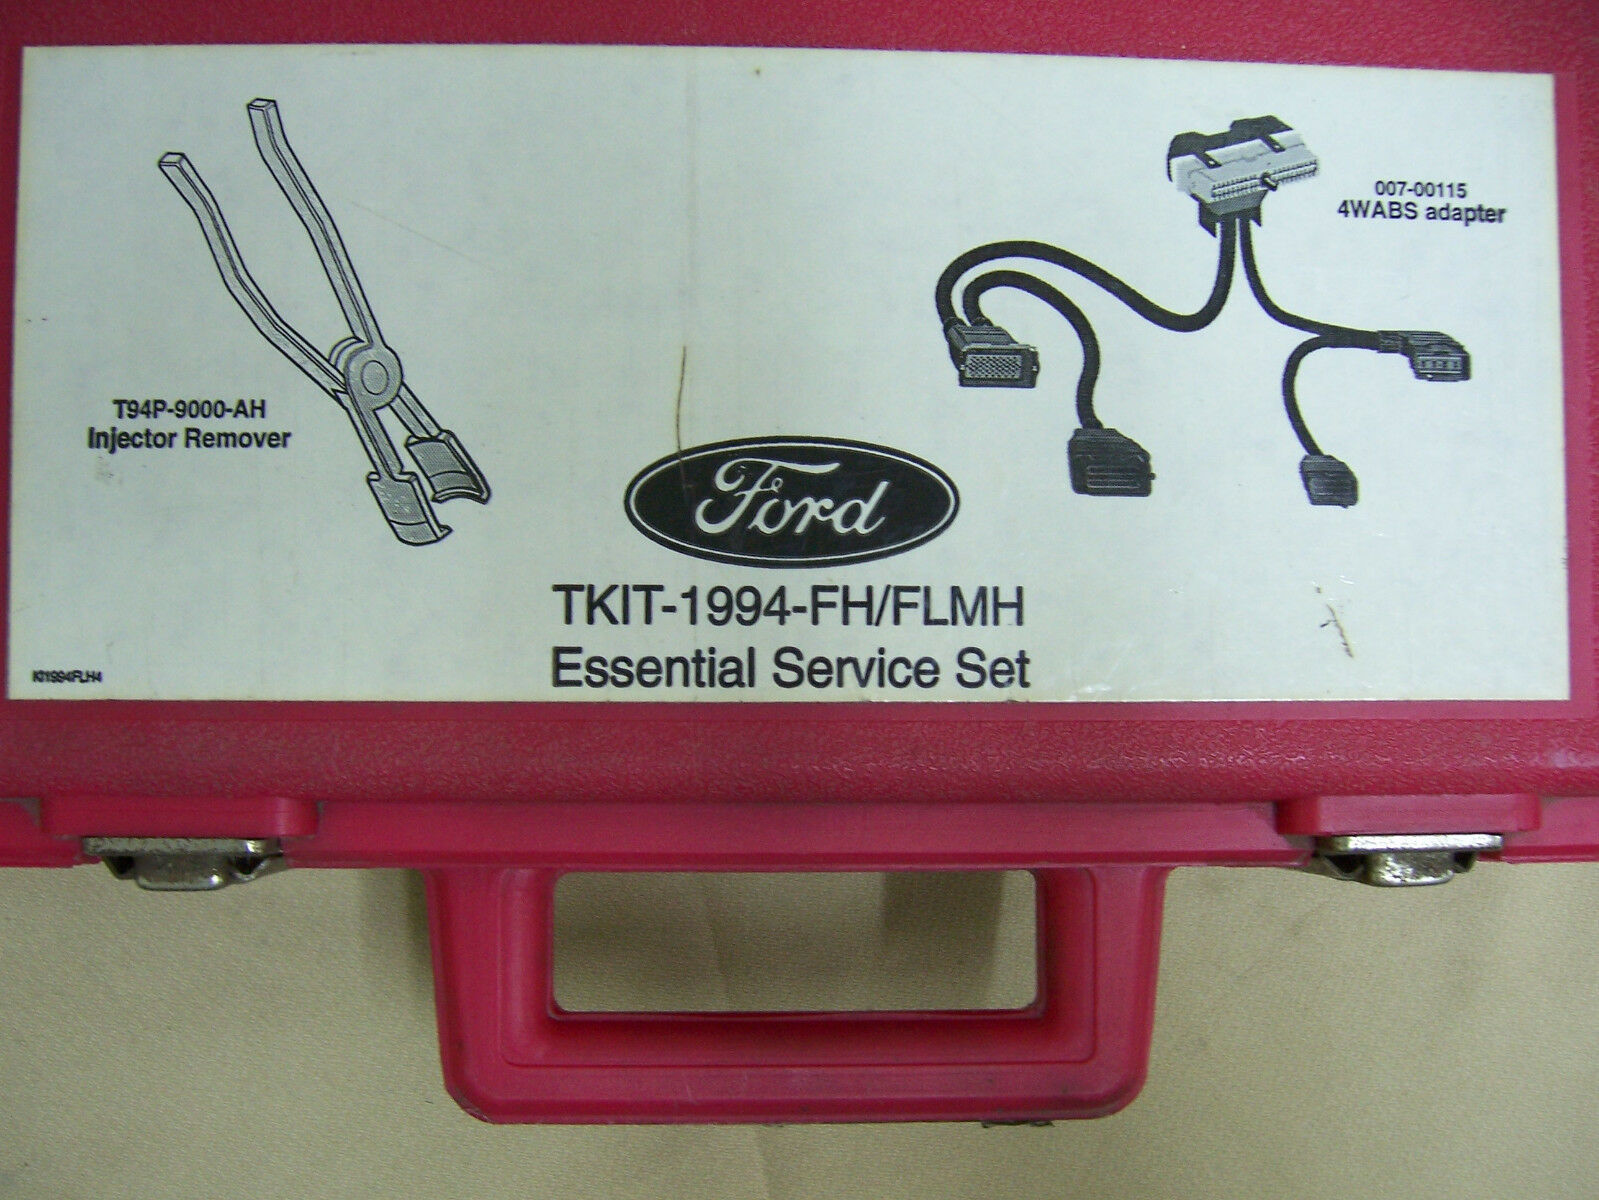 007-00115
4WABS adapter
T94P-9000-AH
Injector Remover
Ford
TKIT-1994-FH/FLMH
Essential Service Set